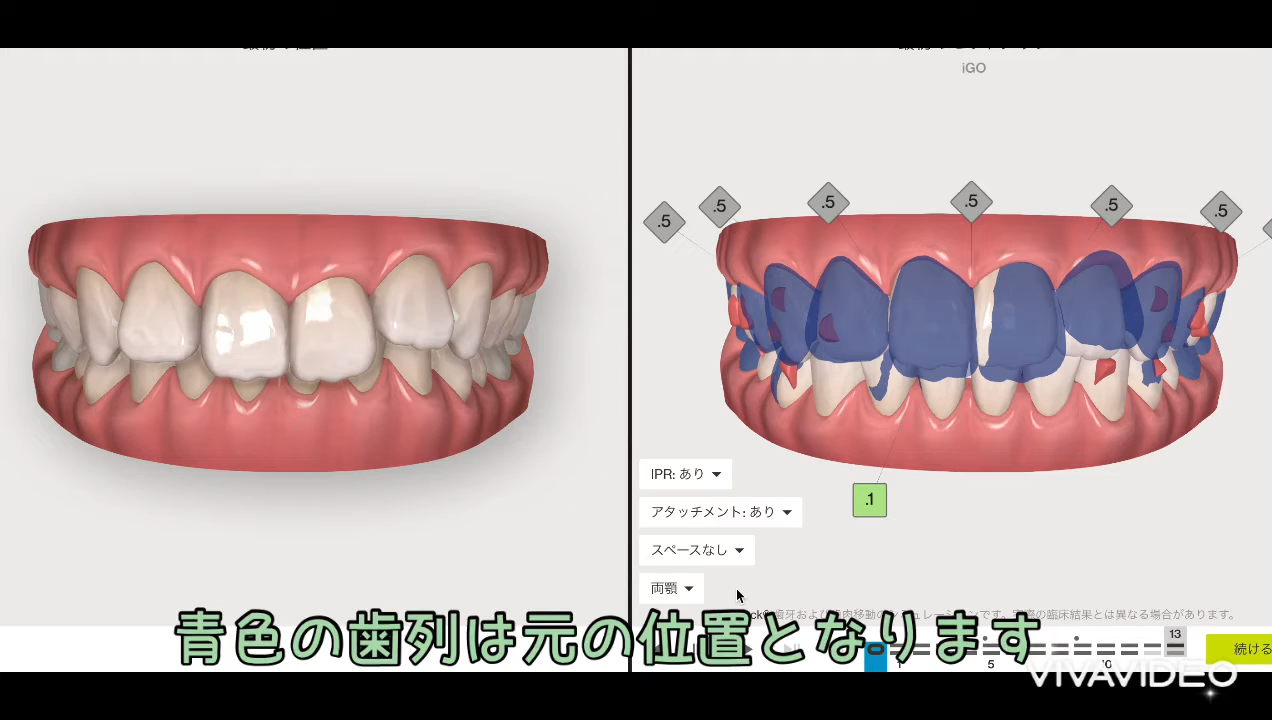 iGO
.5
.5
.5
.5
.5
.5
IPR: あり
アタッチメント: あり
.1
スペースなし
両顎
青色の歯列は元の位置となります
1
5
10
13
続ける
VIVAVIDEO